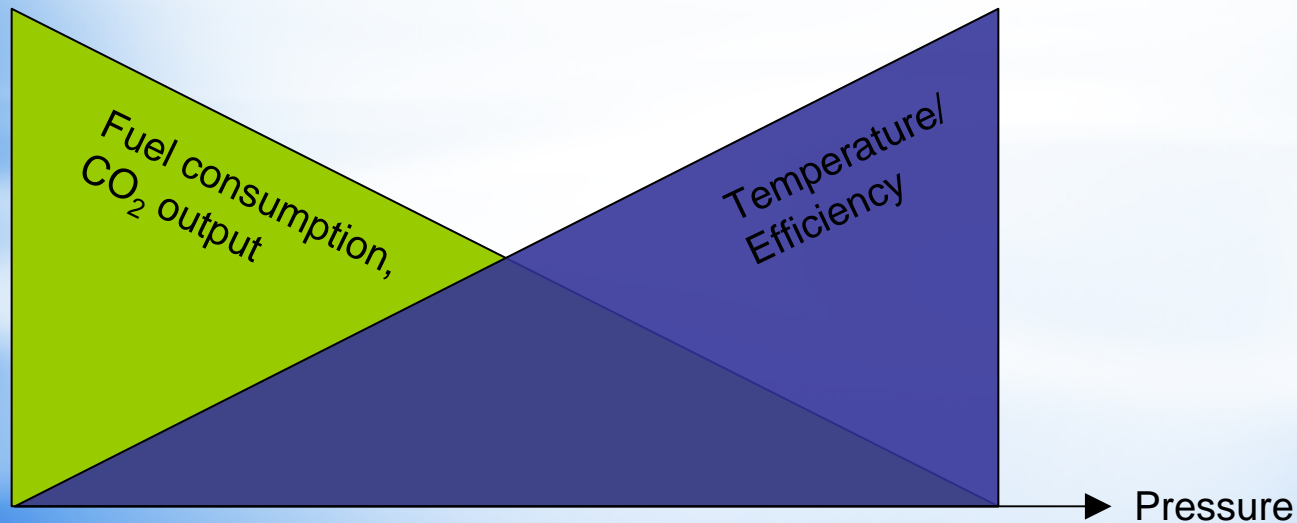 Fuel consumption,
CO₂ output
Temperature/
Efficiency
Pressure